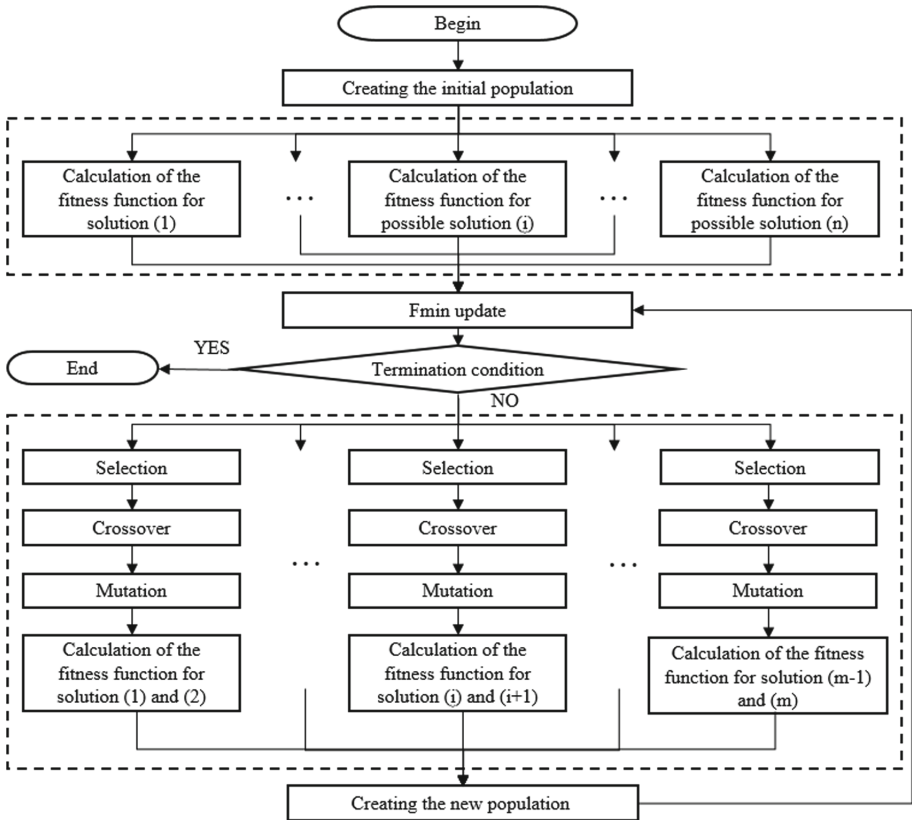 Begin
Creating the initial population
Calculation of the
fitness function for
solution (1)
...
Calculation of the
fitness function for
possible solution (i)
...
Calculation of the
fitness function for
possible solution (n)
Fmin update
YES
End
Termination condition
NO
Selection
Selection
Selection
Crossover
Crossover
Crossover
...
...
Mutation
Mutation
Mutation
Calculation of the
fitness function for
solution (1) and (2)
Calculation of the
fitness function for
solution (i) and (i+1)
Calculation of the fitness
function for solution (m-1)
and (m)
Creating the new population